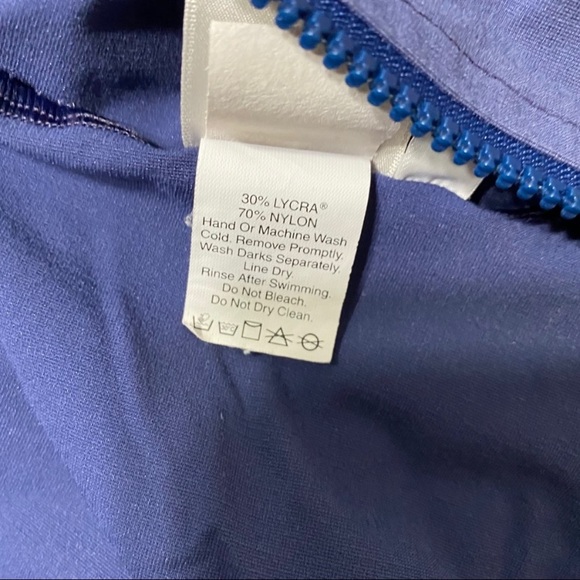 30% LYCRA®
70% NYLON
Hand Or Machine Wash
Cold. Remove Promptly.
Wash Darks Separately.
Line Dry.
Rinse After Swimming.
Do Not Bleach.
Do Not Dry Clean.